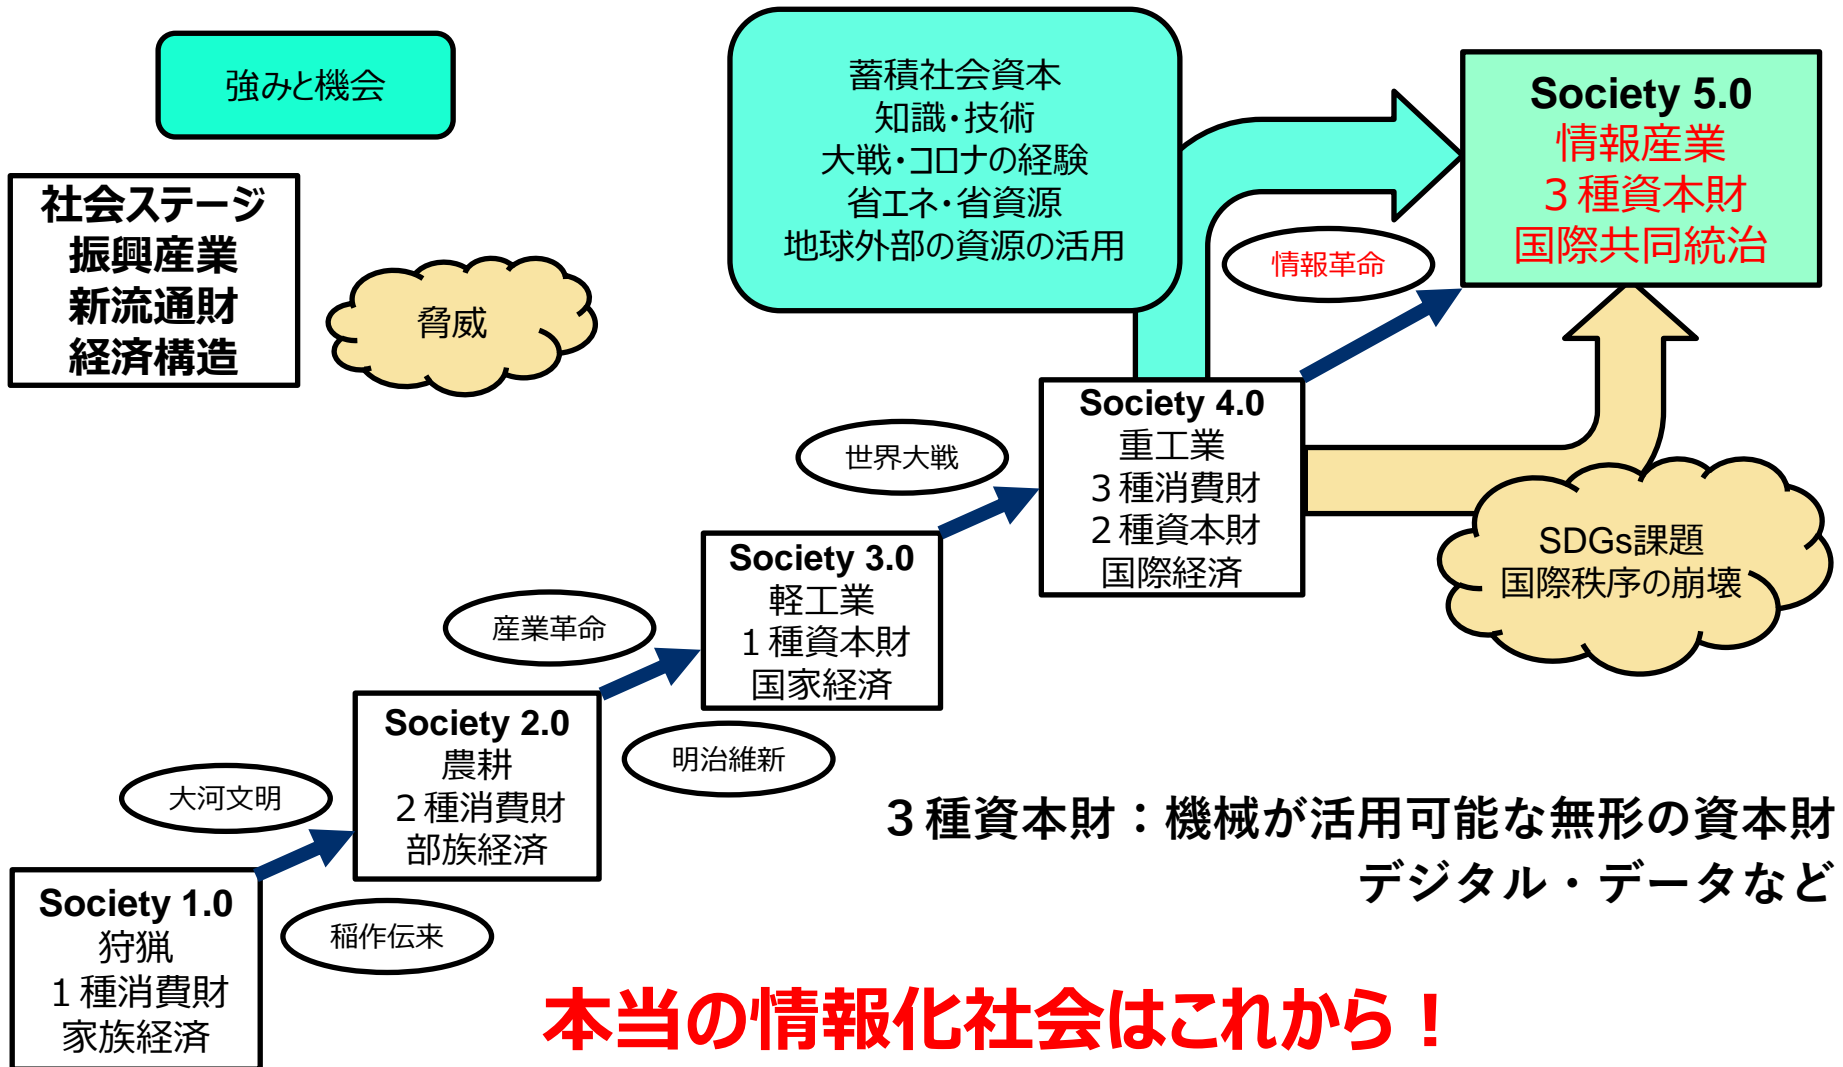 強みと機会
社会ステージ
振興産業
新流通財
経済構造
脅威
蓄積社会資本
知識・技術
大戦・コロナの経験
省エネ・省資源
地球外部の資源の活用
Society 5.0
情報産業
３種資本財
国際共同統治
情報革命
Society 4.0
重工業
３種消費財
２種資本財
国際経済
世界大戦
SDGs課題
国際秩序の崩壊
Society 3.0
軽工業
１種資本財
国家経済
産業革命
明治維新
Society 2.0
農耕
２種消費財
部族経済
大河文明
稲作伝来
Society 1.0
狩猟
１種消費財
家族経済
３種資本財：機械が活用可能な無形の資本財
デジタル・データなど
本当の情報化社会はこれから！